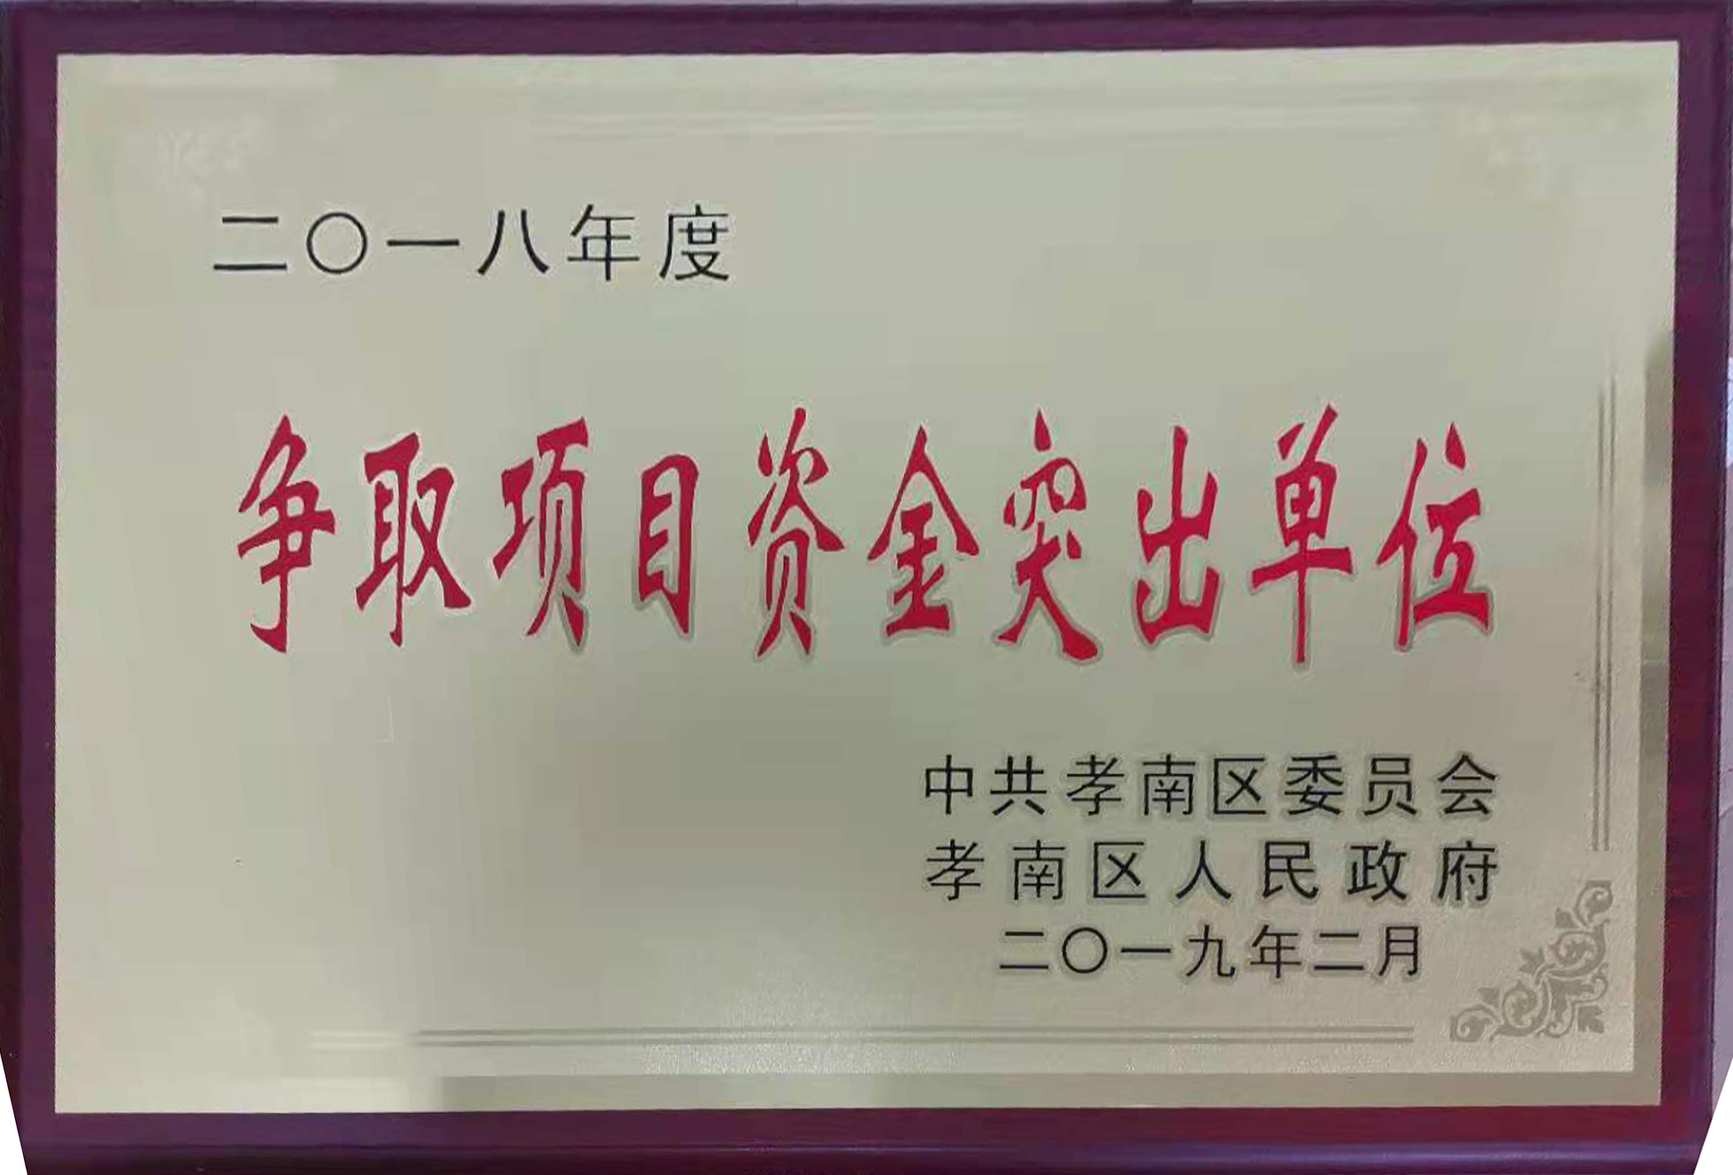 二〇一八年度
争取项目资金突出单位
中共孝南区委员会
孝南区人民政府
二〇一九年二月